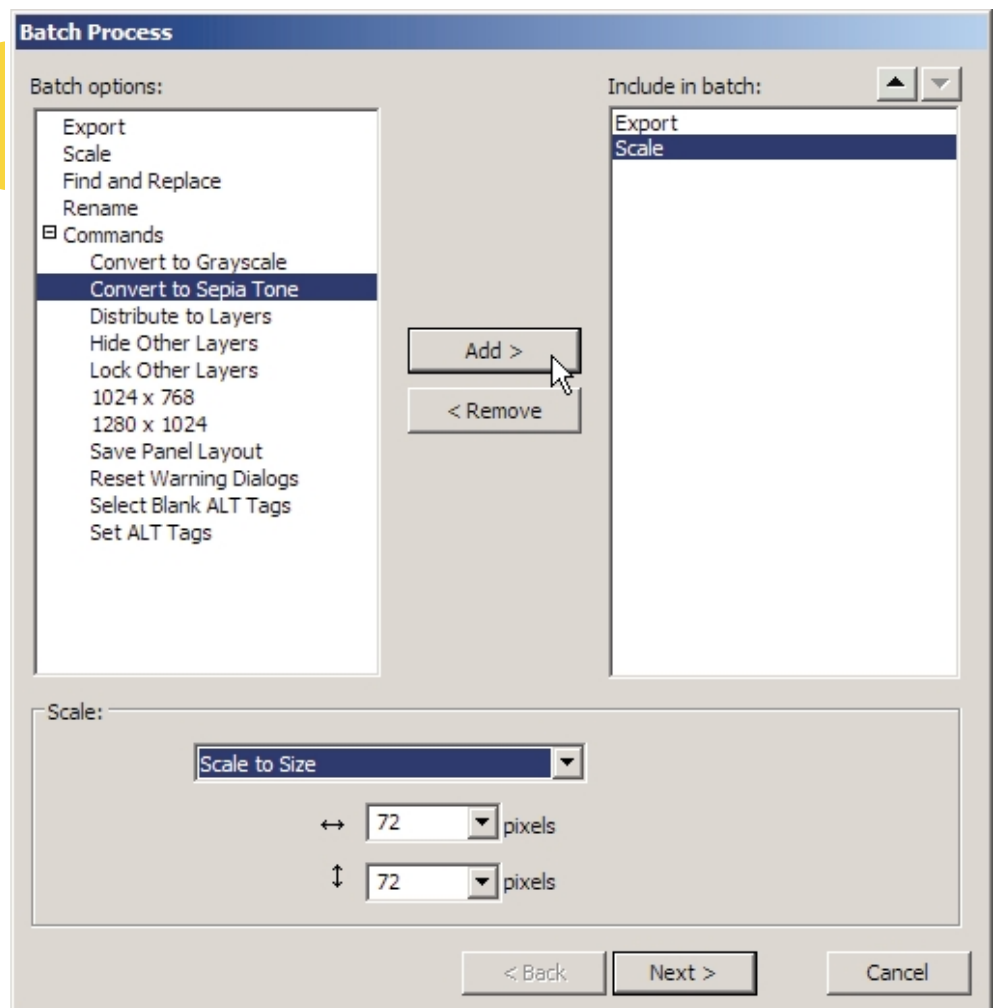 Batch Process
Batch options:
Export
Scale
Find and Replace
Rename
Commands
Convert to Grayscale
Convert to Sepia Tone
Distribute to Layers
Hide Other Layers
Lock Other Layers
1024 x 768
1280 x 1024
Save Panel Layout
Reset Warning Dialogs
Select Blank ALT Tags
Set ALT Tags
Add >
< Remove
Include in batch:
Export
Scale
Scale:
Scale to Size
72 pixels
72 pixels
< Back Next > Cancel